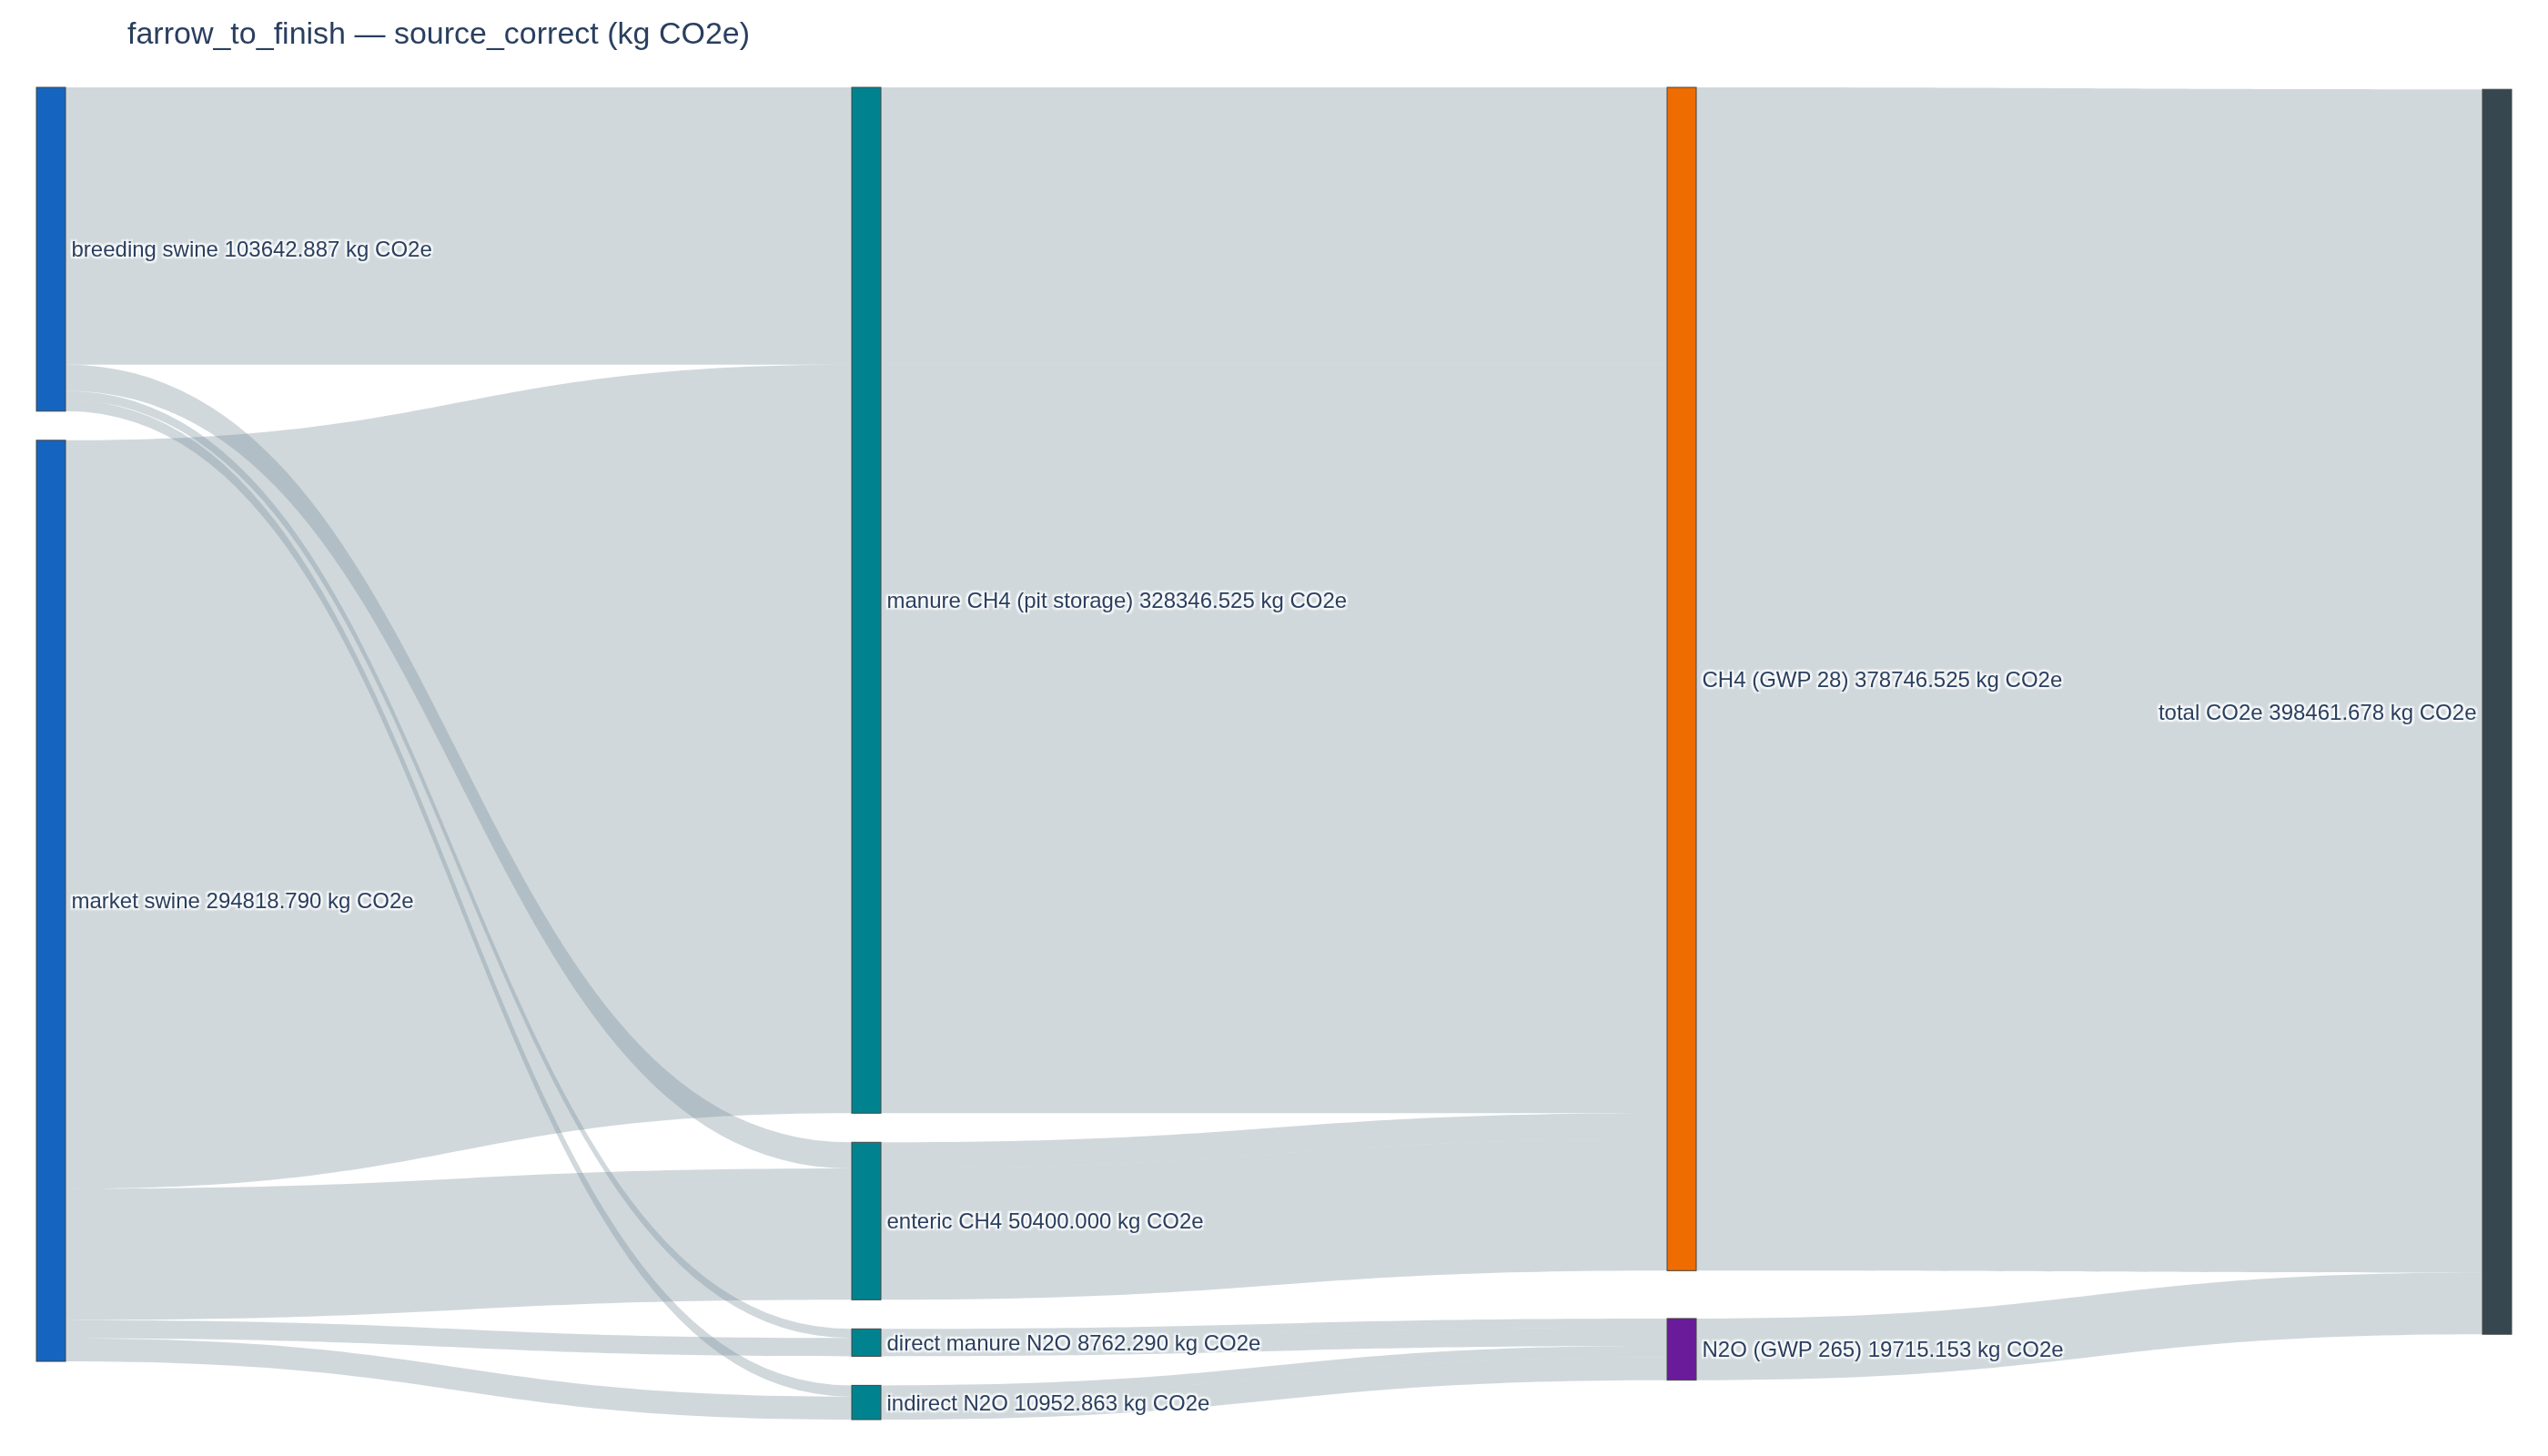 farrow_to_finish — source_correct (kg CO2e)
breeding swine 103642.887 kg CO2e
manure CH4 (pit storage) 328346.525 kg CO2e
CH4 (GWP 28) 378746.525 kg CO2e
total CO2e 398461.678 kg CO2e
market swine 294818.790 kg CO2e
enteric CH4 50400.000 kg CO2e
direct manure N2O 8762.290 kg CO2e
N2O (GWP 265) 19715.153 kg CO2e
indirect N2O 10952.863 kg CO2e